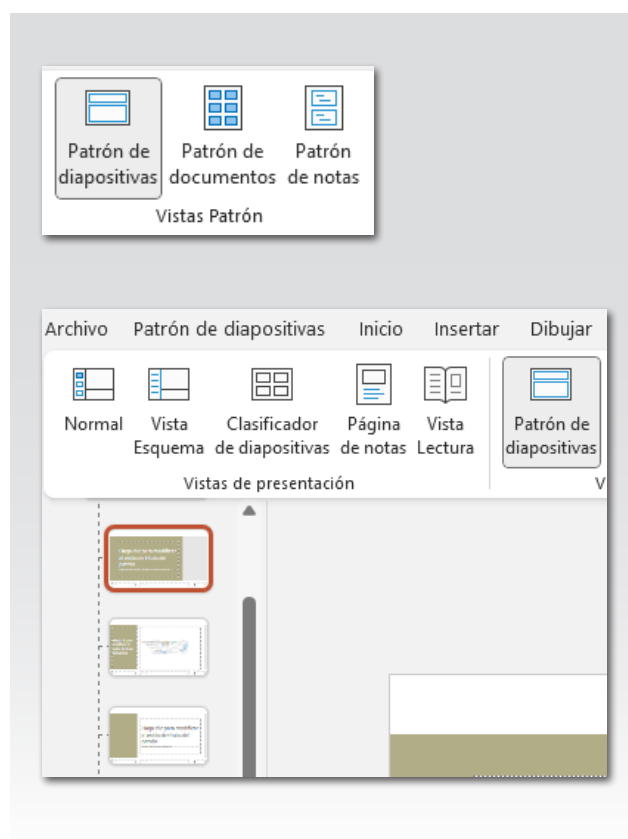 Patrón de diapositivas
Patrón de documentos
Patrón de notas
Vistas Patrón
Archivo Patrón de diapositivas Inicio Insertar Dibujar
Normal
Vista Esquema
Clasificador de diapositivas
Página de notas
Vista Lectura
Patrón de diapositivas
Vistas de presentación
V